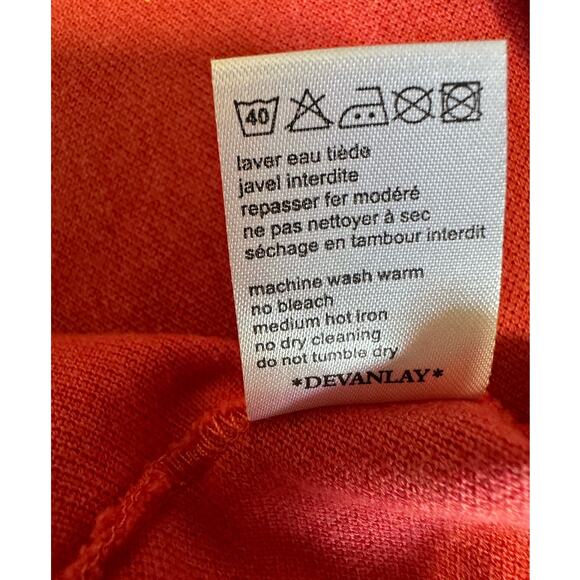 40
laver eau tiède
javel interdite
repasser fer modéré
ne pas nettoyer à sec
séchage en tambour interdit
machine wash warm
no bleach
medium hot iron
no dry cleaning
do not tumble dry
*DEVANLAY*